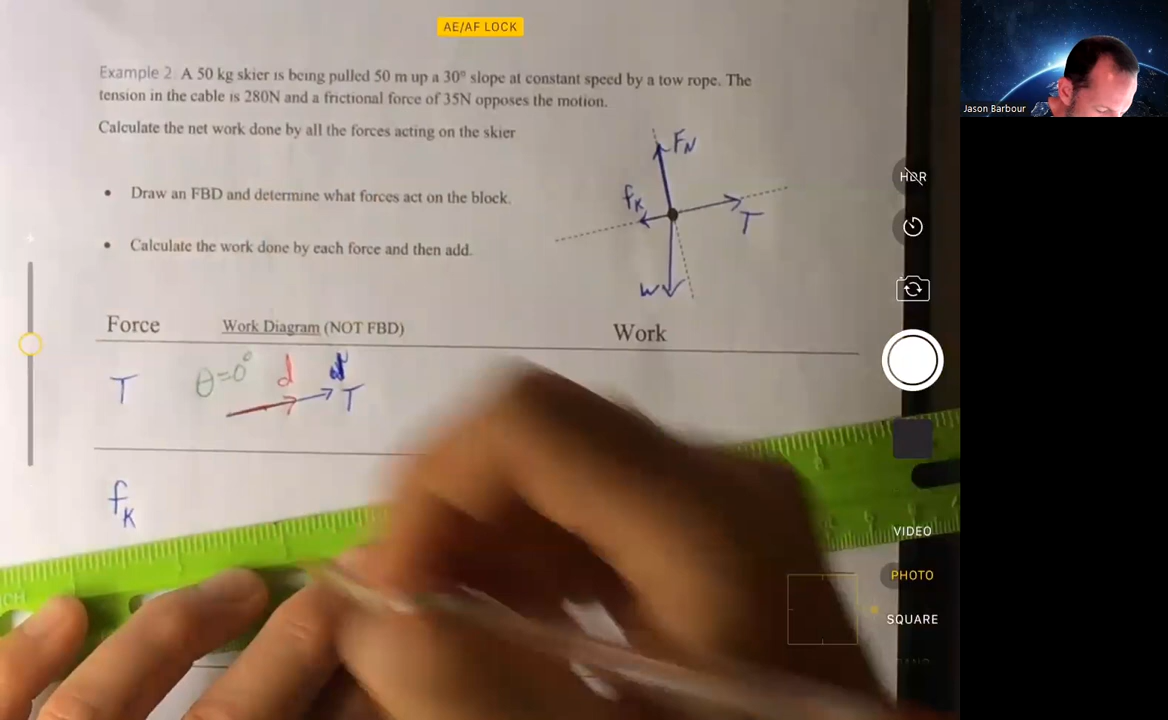 AE/AF LOCK
Example 2. A 50 kg skier is being pulled 50 m up a 30° slope at constant speed by a tow rope. The
tension in the cable is 280N and a frictional force of 35N opposes the motion.
Calculate the net work done by all the forces acting on the skier
• Draw an FBD and determine what forces act on the block.
• Calculate the work done by each force and then add.
FN
fK
T
W
Force Work Diagram (NOT FBD) Work
T θ=0° d T
fK
Jason Barbour
HDR
VIDEO
PHOTO
SQUARE